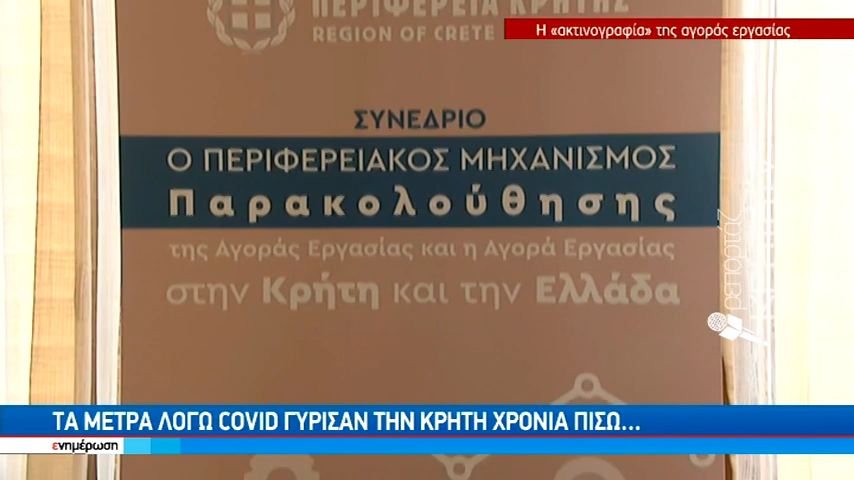 ΠΕΡΙΦΕΡΕΙΑ ΚΡΗΤΗΣ
REGION OF CRETE
Η «ακτινογραφία» της αγοράς εργασίας
ΣΥΝΕΔΡΙΟ
Ο ΠΕΡΙΦΕΡΕΙΑΚΟΣ ΜΗΧΑΝΙΣΜΟΣ
Παρακολούθησης
της Αγοράς Εργασίας και η Αγορά Εργασίας
στην Κρήτη και την Ελλάδα
ρεπορτάζ
ΤΑ ΜΕΤΡΑ ΛΟΓΩ COVID ΓΥΡΙΣΑΝ ΤΗΝ ΚΡΗΤΗ ΧΡΟΝΙΑ ΠΙΣΩ...
ενημέρωση